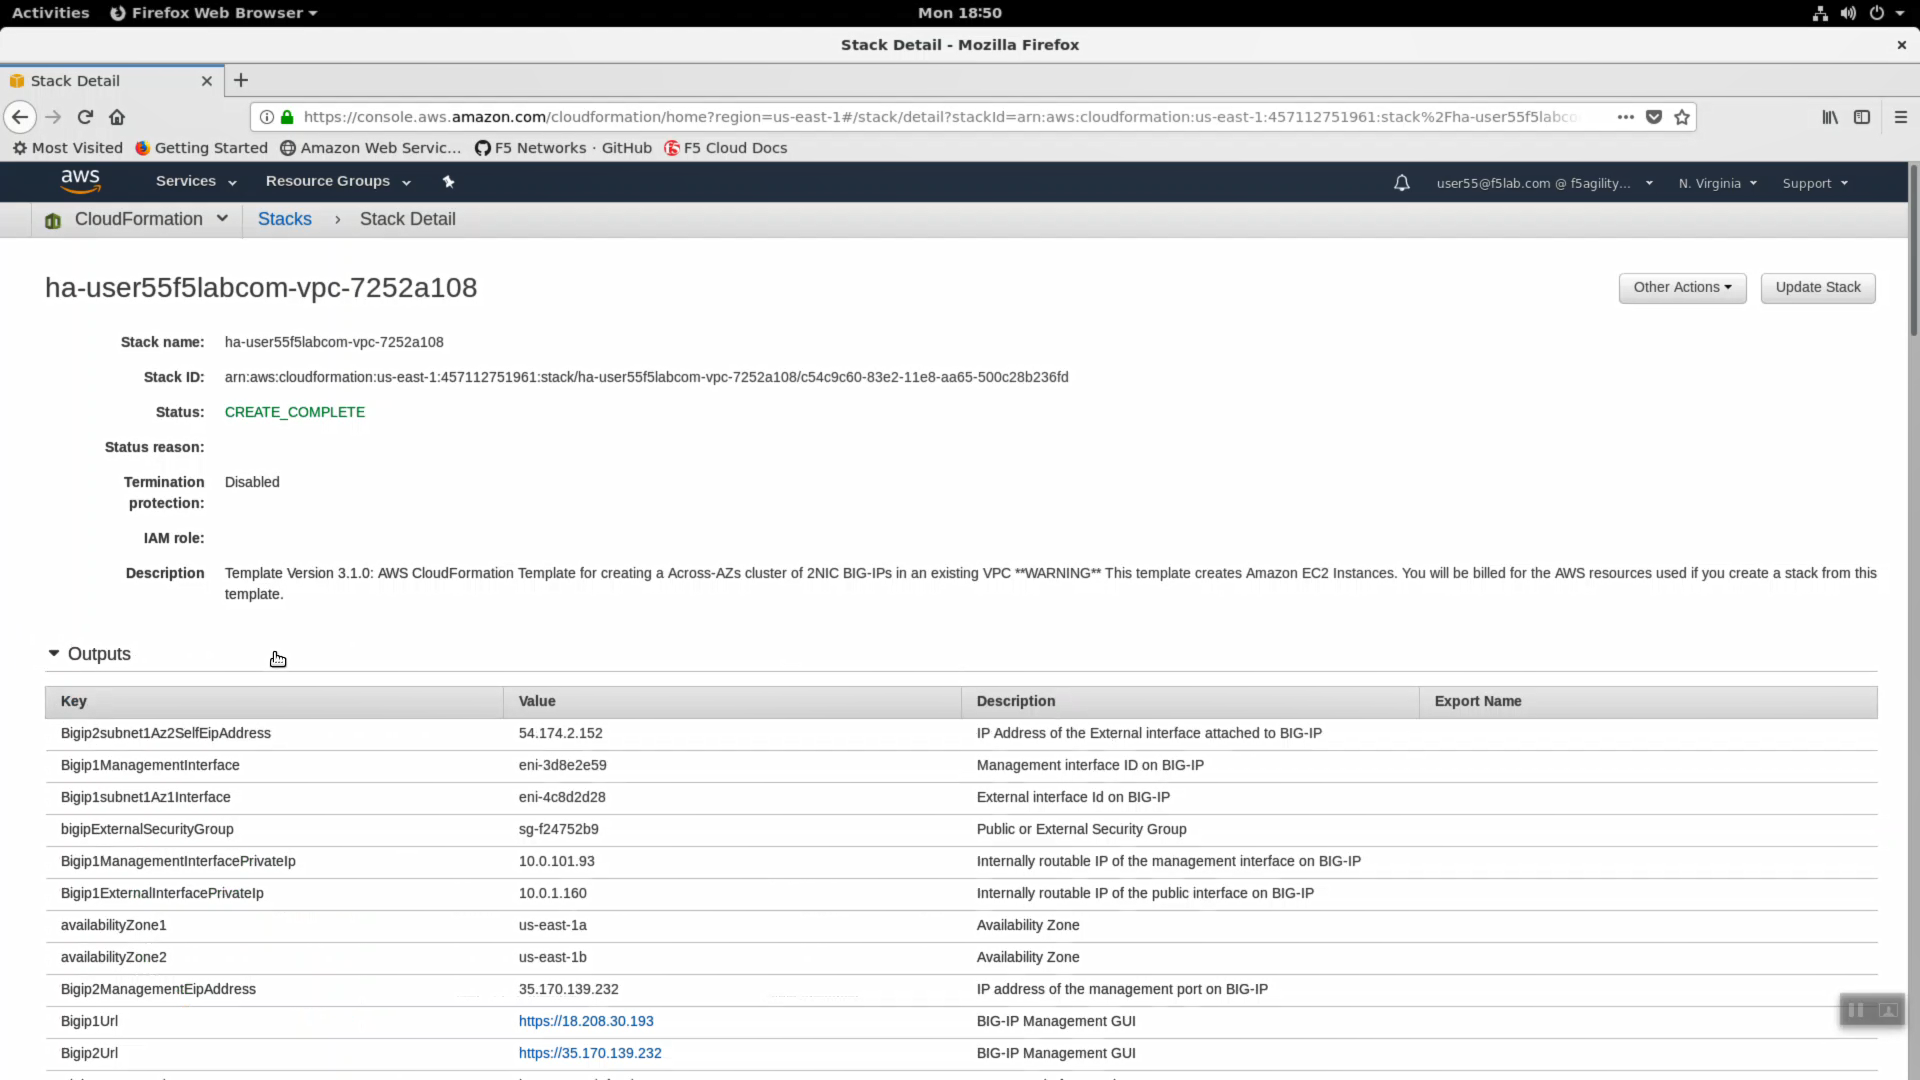 Activities Firefox Web Browser Mon 18:50
Stack Detail - Mozilla Firefox
Stack Detail
https://console.aws.amazon.com/cloudformation/home?region=us-east-1#/stack/detail?stackId=arn:aws:cloudformation:us-east-1:457112751961:stack%2Fha-user55f5labco
Most Visited Getting Started Amazon Web Servic... F5 Networks · GitHub F5 Cloud Docs
aws Services Resource Groups user55@f5lab.com @ f5agility... N. Virginia Support
CloudFormation Stacks › Stack Detail
ha-user55f5labcom-vpc-7252a108 Other Actions Update Stack
Stack name: ha-user55f5labcom-vpc-7252a108
Stack ID: arn:aws:cloudformation:us-east-1:457112751961:stack/ha-user55f5labcom-vpc-7252a108/c54c9c60-83e2-11e8-aa65-500c28b236fd
Status: CREATE_COMPLETE
Status reason:
Termination Disabled
protection:
IAM role:
Description Template Version 3.1.0: AWS CloudFormation Template for creating a Across-AZs cluster of 2NIC BIG-IPs in an existing VPC **WARNING** This template creates Amazon EC2 Instances. You will be billed for the AWS resources used if you create a stack from this
template.
Outputs
Key Value Description Export Name
Bigip2subnet1Az2SelfEipAddress 54.174.2.152 IP Address of the External interface attached to BIG-IP
Bigip1ManagementInterface eni-3d8e2e59 Management interface ID on BIG-IP
Bigip1subnet1Az1Interface eni-4c8d2d28 External interface Id on BIG-IP
bigipExternalSecurityGroup sg-f24752b9 Public or External Security Group
Bigip1ManagementInterfacePrivateIp 10.0.101.93 Internally routable IP of the management interface on BIG-IP
Bigip1ExternalInterfacePrivateIp 10.0.1.160 Internally routable IP of the public interface on BIG-IP
availabilityZone1 us-east-1a Availability Zone
availabilityZone2 us-east-1b Availability Zone
Bigip2ManagementEipAddress 35.170.139.232 IP address of the management port on BIG-IP
Bigip1Url https://18.208.30.193 BIG-IP Management GUI
Bigip2Url https://35.170.139.232 BIG-IP Management GUI